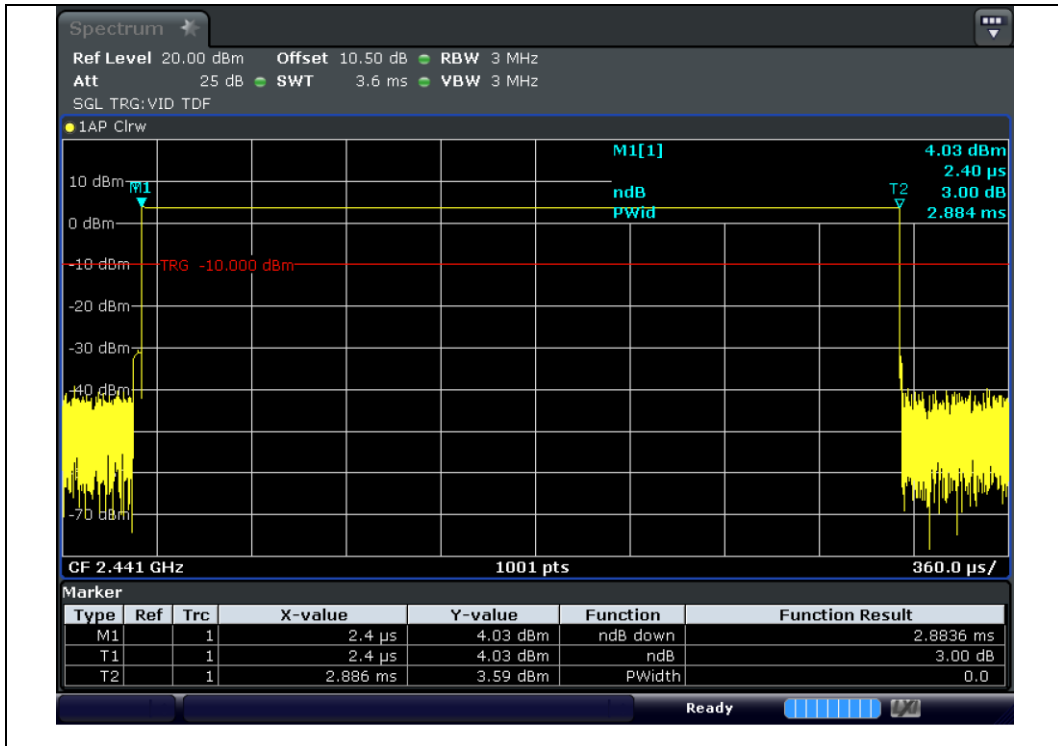 Spectrum
Ref Level 20.00 dBm Offset 10.50 dB RBW 3 MHz
Att 25 dB SWT 3.6 ms VBW 3 MHz
SGL TRG:VID TDF
1AP Clrw
M1[1] 4.03 dBm
2.40 µs
10 dBm M1
ndB T2 3.00 dB
PWid 2.884 ms
0 dBm
-10 dBm TRG -10.000 dBm
-20 dBm
-30 dBm
-40 dBm
-70 dBm
CF 2.441 GHz 1001 pts 360.0 µs/
Marker
Type Ref Trc X-value Y-value Function Function Result
M1 1 2.4 µs 4.03 dBm ndB down 2.8836 ms
T1 1 2.4 µs 4.03 dBm ndB 3.00 dB
T2 1 2.886 ms 3.59 dBm PWidth 0.0
Ready